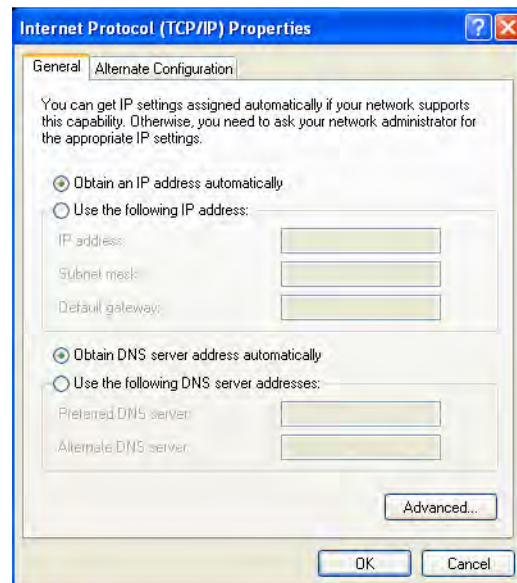 Internet Protocol (TCP/IP) Properties
General
Alternate Configuration
You can get IP settings assigned automatically if your network supports
this capability. Otherwise, you need to ask your network administrator for
the appropriate IP settings.
Obtain an IP address automatically
Use the following IP address:
IP address:
Subnet mask:
Default gateway:
Obtain DNS server address automatically
Use the following DNS server addresses:
Preferred DNS server:
Alternate DNS server:
Advanced...
OK
Cancel